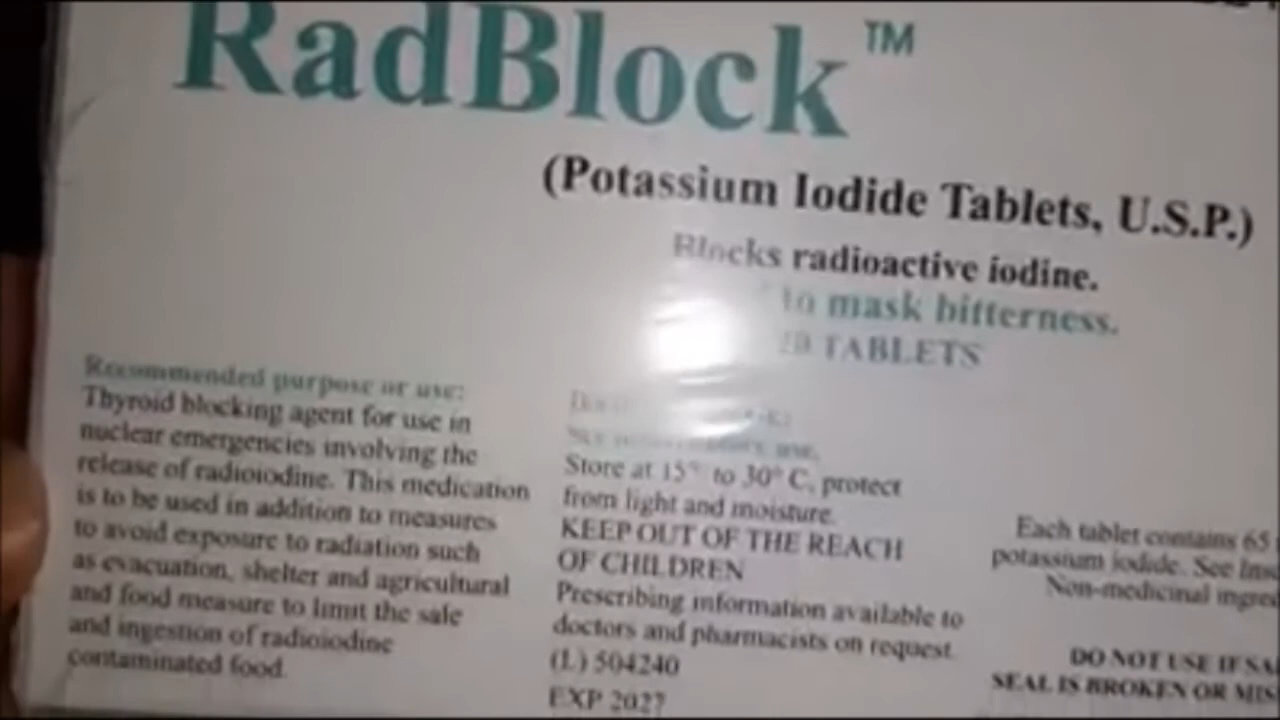 RadBlock™
(Potassium Iodide Tablets, U.S.P.)
Blocks radioactive iodine.
to mask bitterness.
TABLETS
Recommended purpose or use:
Thyroid blocking agent for use in
nuclear emergencies involving the
release of radioiodine. This medication
is to be used in addition to measures
to avoid exposure to radiation such
as evacuation, shelter and agricultural
and food measure to limit the sale
and ingestion of radioiodine
contaminated food.
Store at 15° to 30° C, protect
from light and moisture.
KEEP OUT OF THE REACH
OF CHILDREN
Prescribing information available to
doctors and pharmacists on request.
(L) 504240
EXP 2027
Each tablet contains 65
potassium iodide. See
Non-medicinal
DO NOT USE IF
SEAL IS BROKEN OR